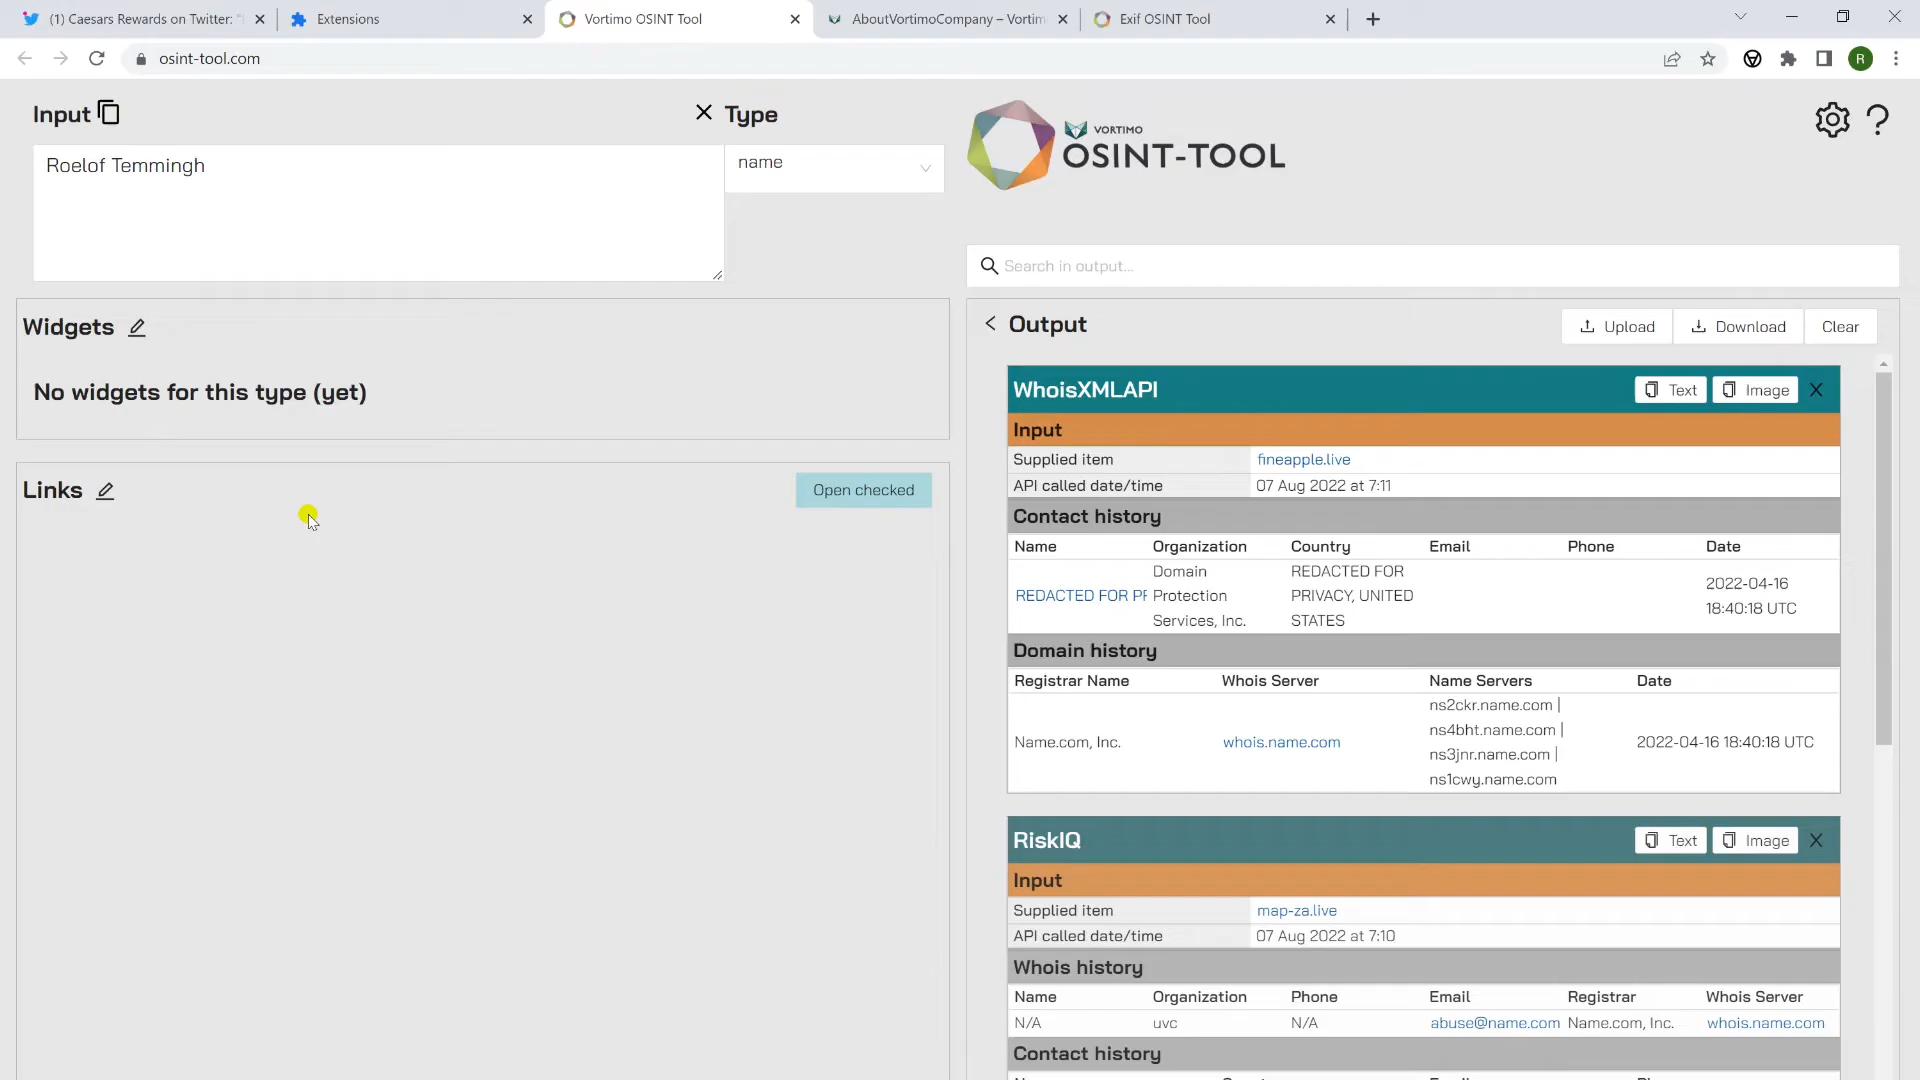 (1) Caesars Rewards on Twitter: "
Extensions
Vortimo OSINT Tool
AboutVortimoCompany – Vortim
Exif OSINT Tool
osint-tool.com
R
Input
Type
Roelof Temmingh
name
VORTIMO
OSINT-TOOL
Search in output...
Widgets
No widgets for this type (yet)
Links
Open checked
Output
Upload
Download
Clear
WhoisXMLAPI
Text
Image
X
Input
Supplied item fineapple.live
API called date/time 07 Aug 2022 at 7:11
Contact history
Name Organization Country Email Phone Date
REDACTED FOR PR
Domain
Protection
Services, Inc.
REDACTED FOR
PRIVACY, UNITED
STATES
2022-04-16
18:40:18 UTC
Domain history
Registrar Name Whois Server Name Servers Date
Name.com, Inc.
whois.name.com
ns2ckr.name.com |
ns4bht.name.com |
ns3jnr.name.com |
ns1cwy.name.com
2022-04-16 18:40:18 UTC
RiskIQ
Text
Image
X
Input
Supplied item map-za.live
API called date/time 07 Aug 2022 at 7:10
Whois history
Name Organization Phone Email Registrar Whois Server
N/A uvc N/A abuse@name.com Name.com, Inc. whois.name.com
Contact history